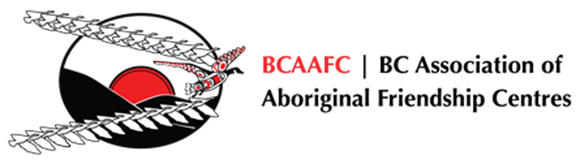 BCAAFC | BC Association of
Aboriginal Friendship Centres